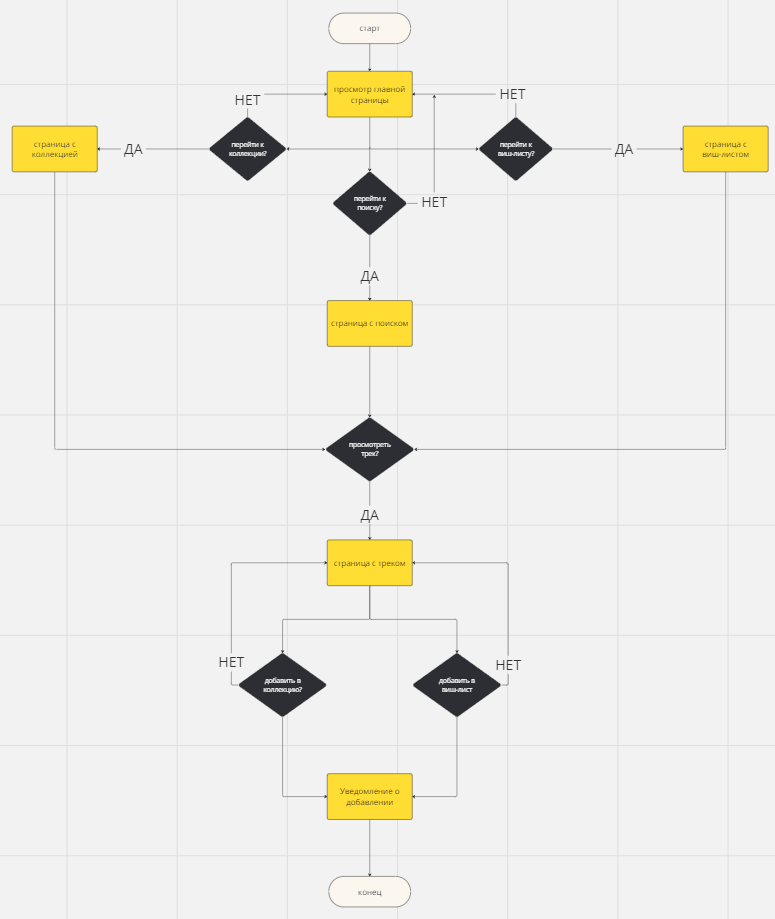 старт
просмотр главной
страницы
НЕТ
НЕТ
страница с
коллекцией
ДА
перейти к
коллекции?
перейти к
виш-листу?
ДА
страница с
виш-листом
перейти к
поиску?
НЕТ
ДА
страница с поиском
просмотреть
трек?
ДА
страница с треком
НЕТ
добавить в
коллекцию?
добавить в
виш-лист
НЕТ
Уведомление о
добавлении
конец